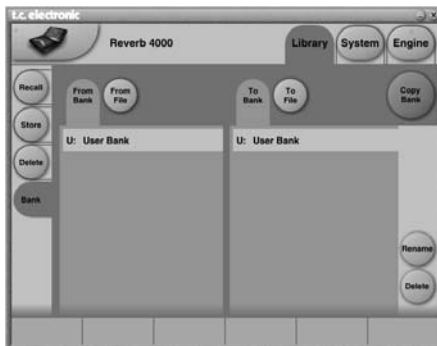 t.c. electronic
Reverb 4000
Library
System
Engine
Recall
Store
Delete
Bank
From
Bank
From
File
To
Bank
To
File
Copy
Bank
U: User Bank
U: User Bank
Rename
Delete